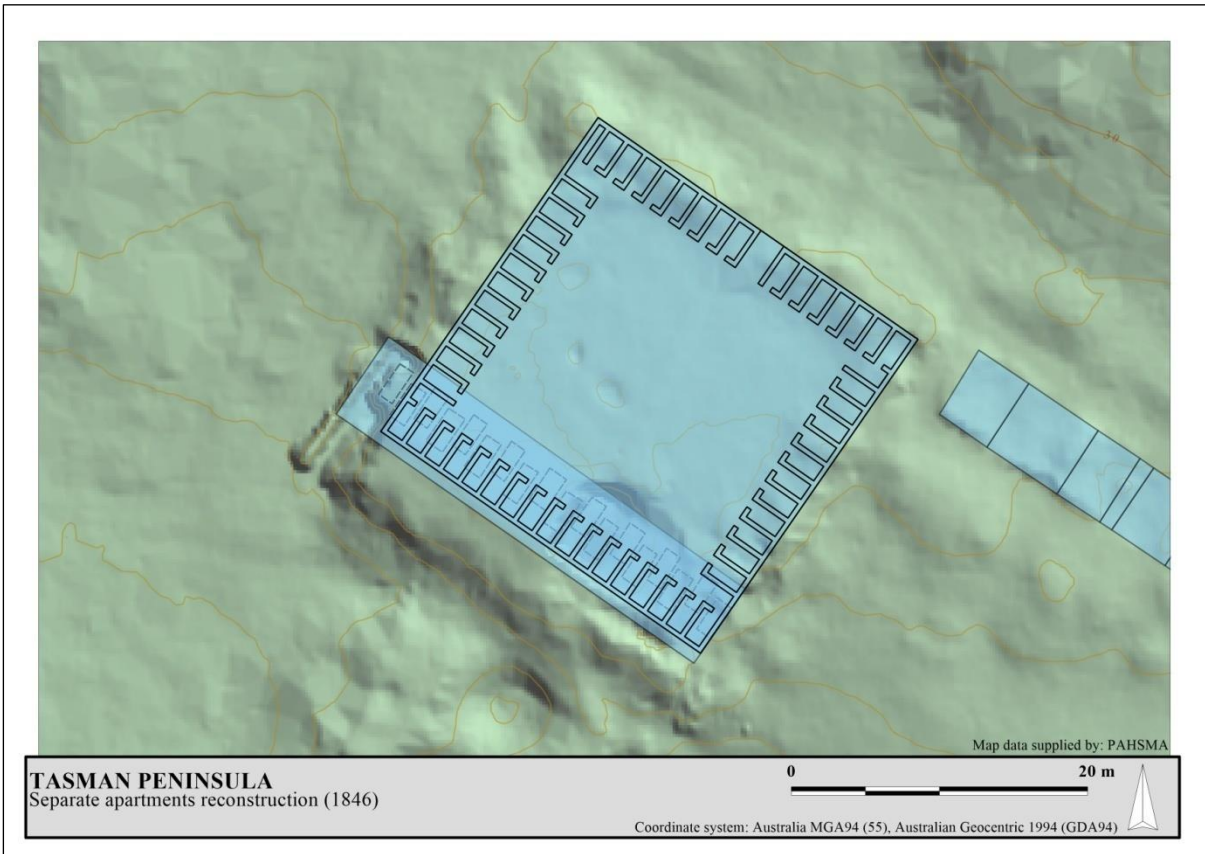 30
Map data supplied by: PAHSMA
TASMAN PENINSULA
Separate apartments reconstruction (1846)
0 20 m
Coordinate system: Australia MGA94 (55), Australian Geocentric 1994 (GDA94)